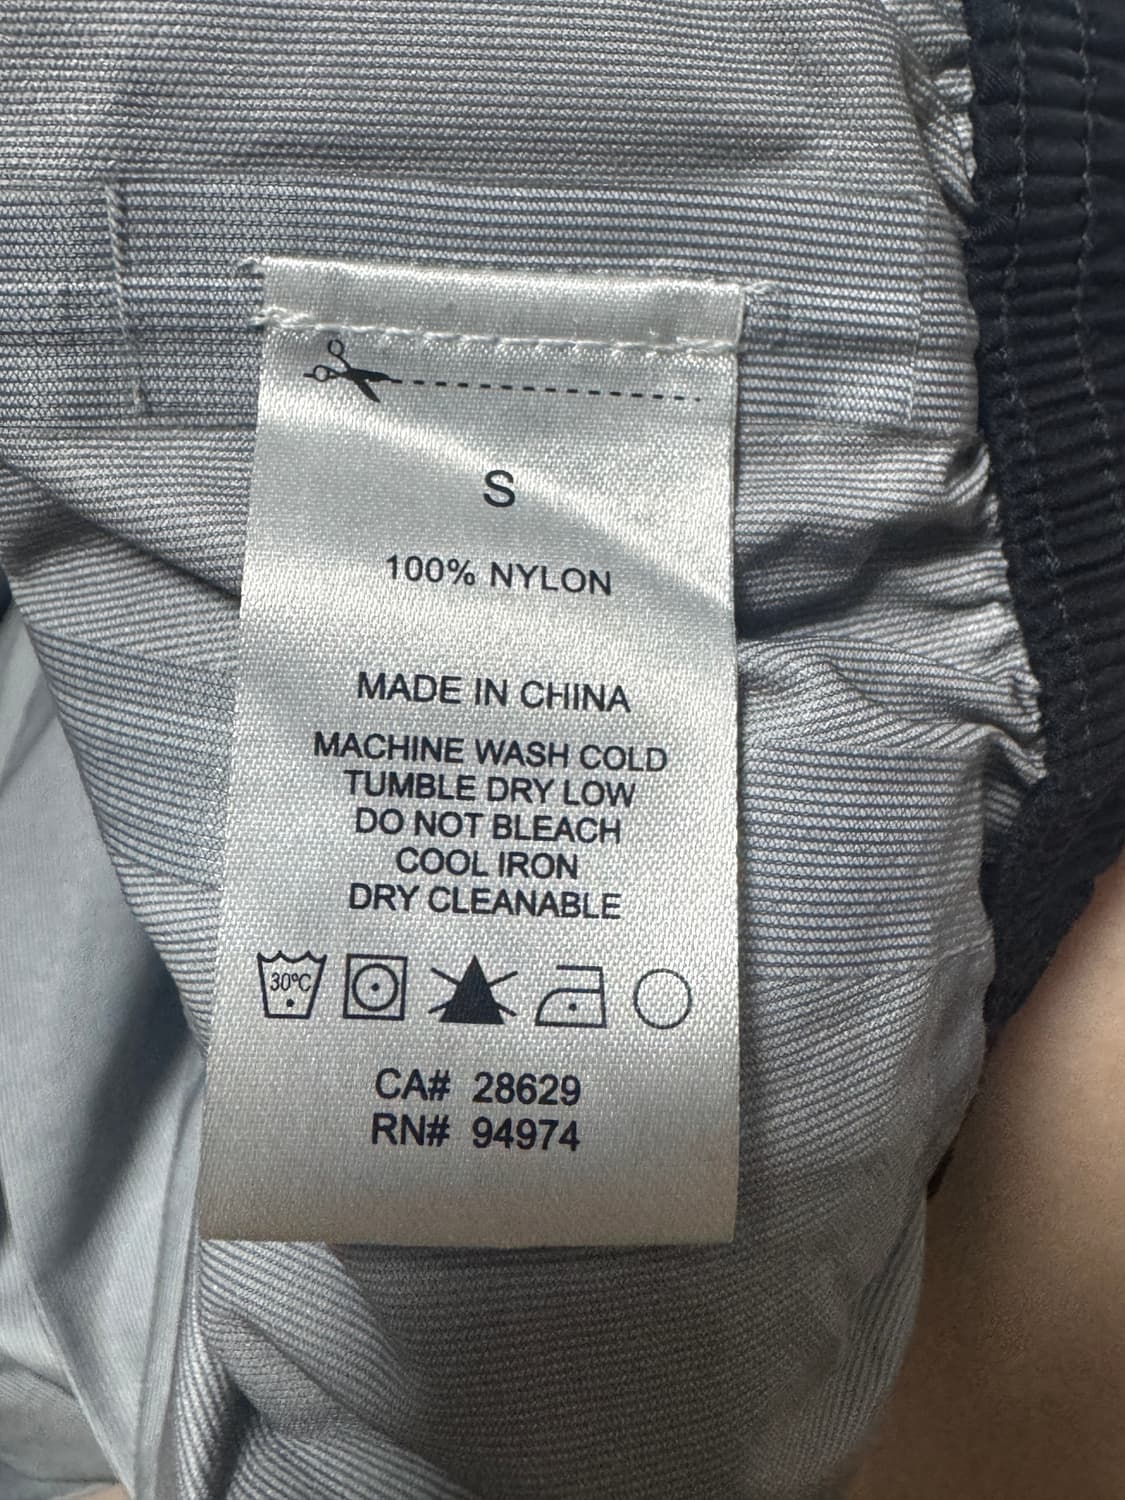 S
100% NYLON
MADE IN CHINA
MACHINE WASH COLD
TUMBLE DRY LOW
DO NOT BLEACH
COOL IRON
DRY CLEANABLE
30°C
CA# 28629
RN# 94974